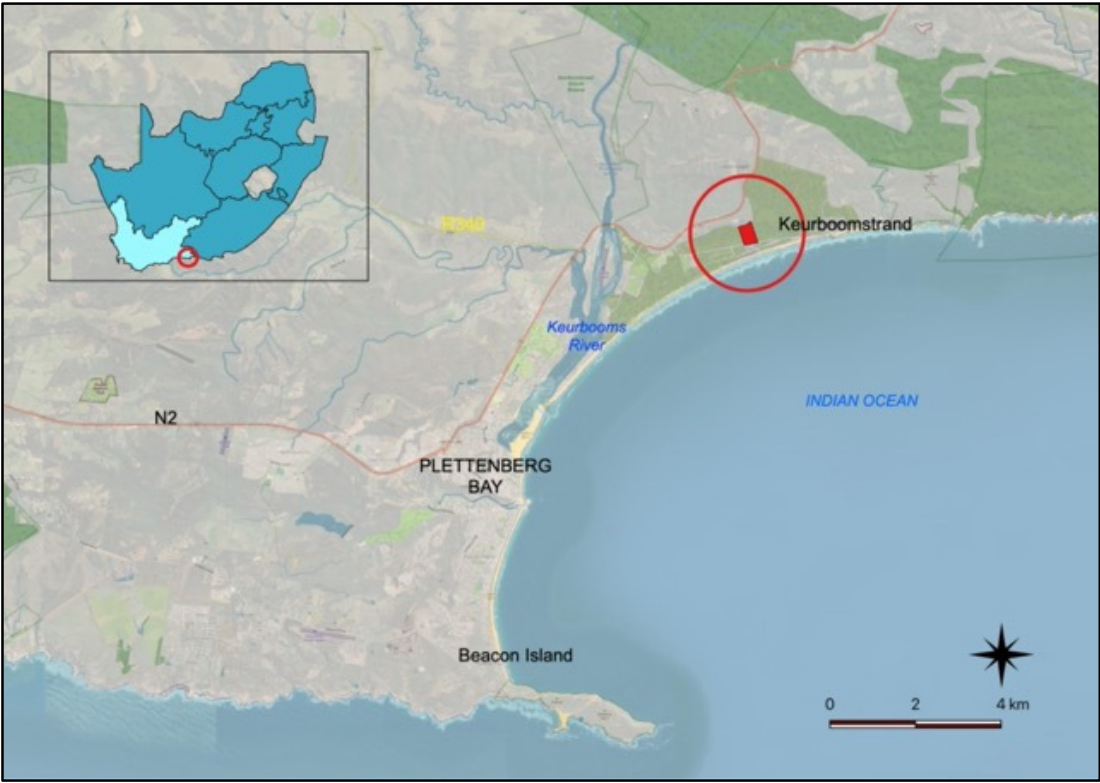 R340
Keurboomstrand
Keurbooms
River
INDIAN OCEAN
N2
PLETTENBERG
BAY
Beacon Island
0 2 4 km